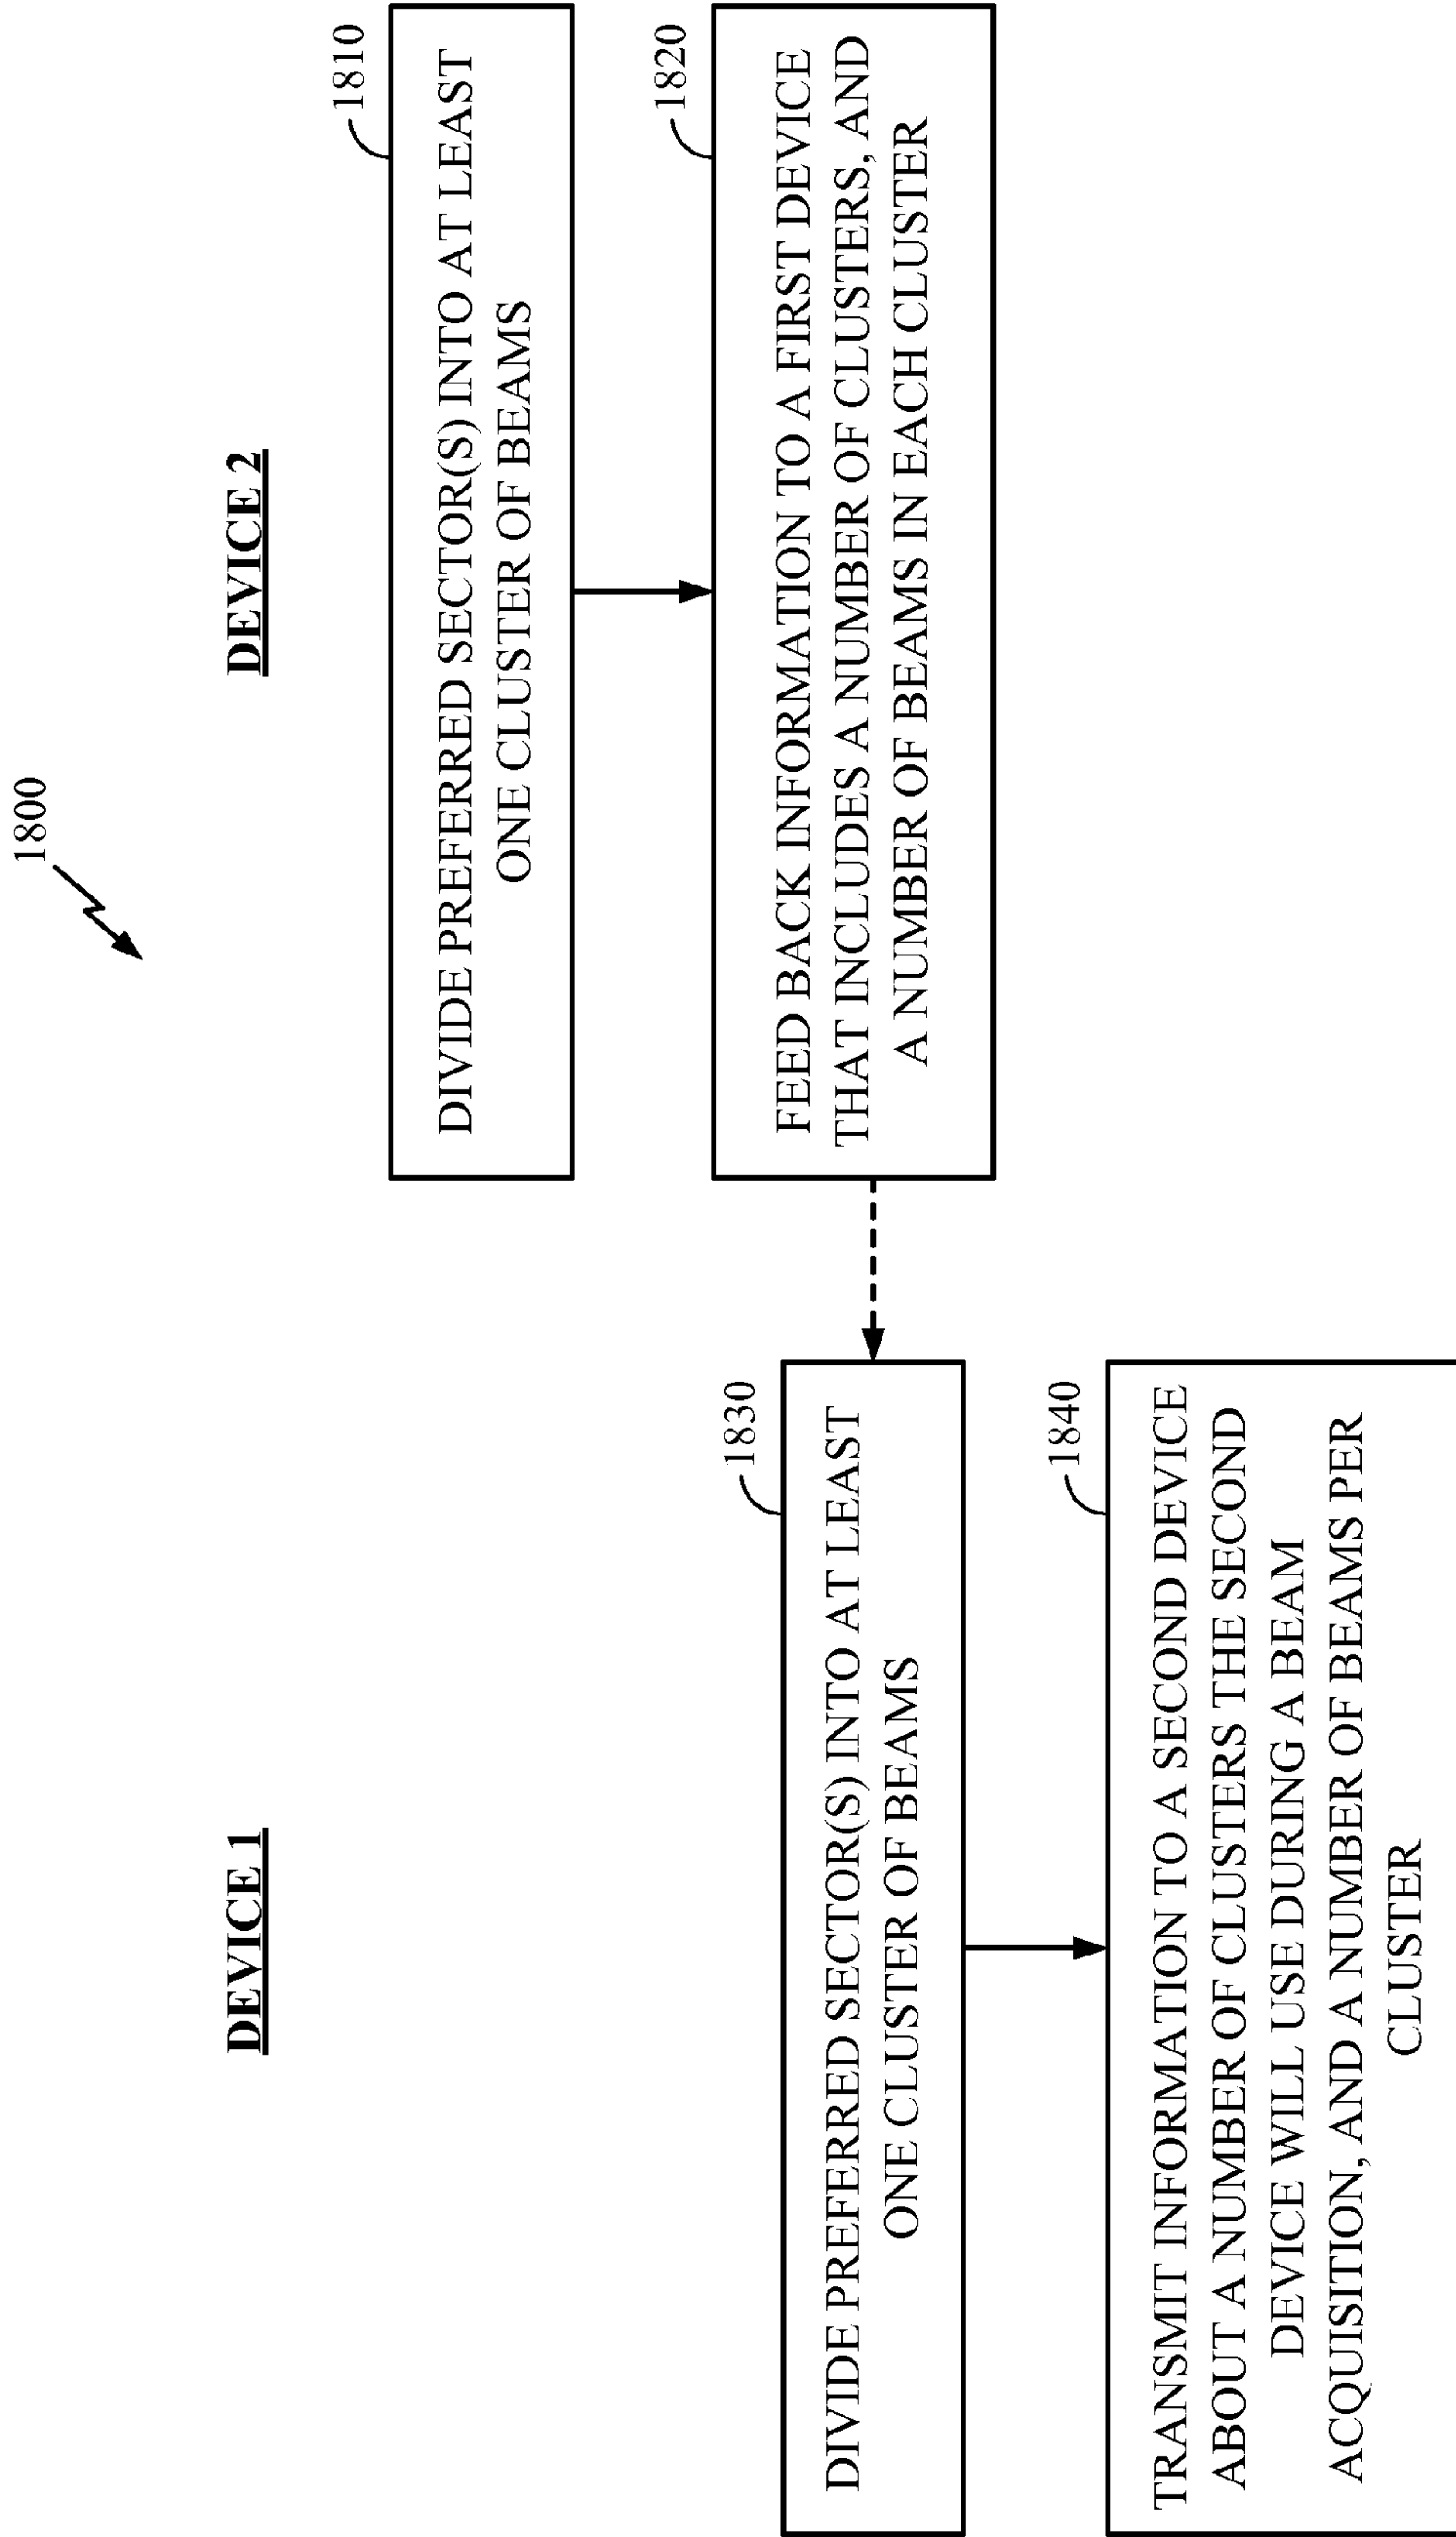 1800
DEVICE 1
DEVICE 2
1810
DIVIDE PREFERRED SECTOR(S) INTO AT LEAST
ONE CLUSTER OF BEAMS
1820
FEED BACK INFORMATION TO A FIRST DEVICE
THAT INCLUDES A NUMBER OF CLUSTERS, AND
A NUMBER OF BEAMS IN EACH CLUSTER
1830
DIVIDE PREFERRED SECTOR(S) INTO AT LEAST
ONE CLUSTER OF BEAMS
1840
TRANSMIT INFORMATION TO A SECOND DEVICE
ABOUT A NUMBER OF CLUSTERS THE SECOND
DEVICE WILL USE DURING A BEAM
ACQUISITION, AND A NUMBER OF BEAMS PER
CLUSTER